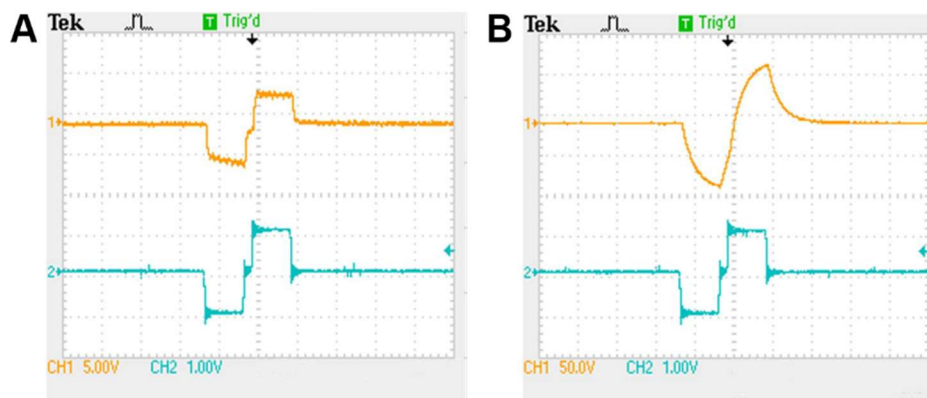 A
Tek
T Trig'd
1
2
CH1 5.00V CH2 1.00V
B
Tek
T Trig'd
1
2
CH1 50.0V CH2 1.00V